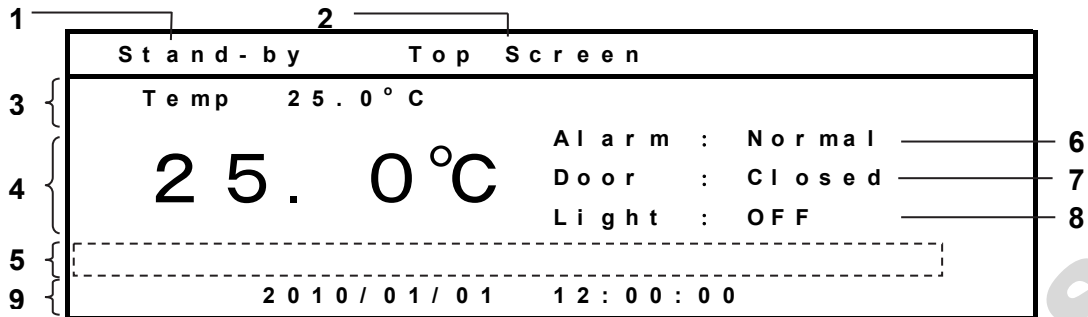 1 2
Stand-by Top Screen
3 Temp 25.0°C
Alarm : Normal 6
4 25.0℃ Door : Closed 7
Light : OFF 8
5
9 2010/01/01 12:00:00